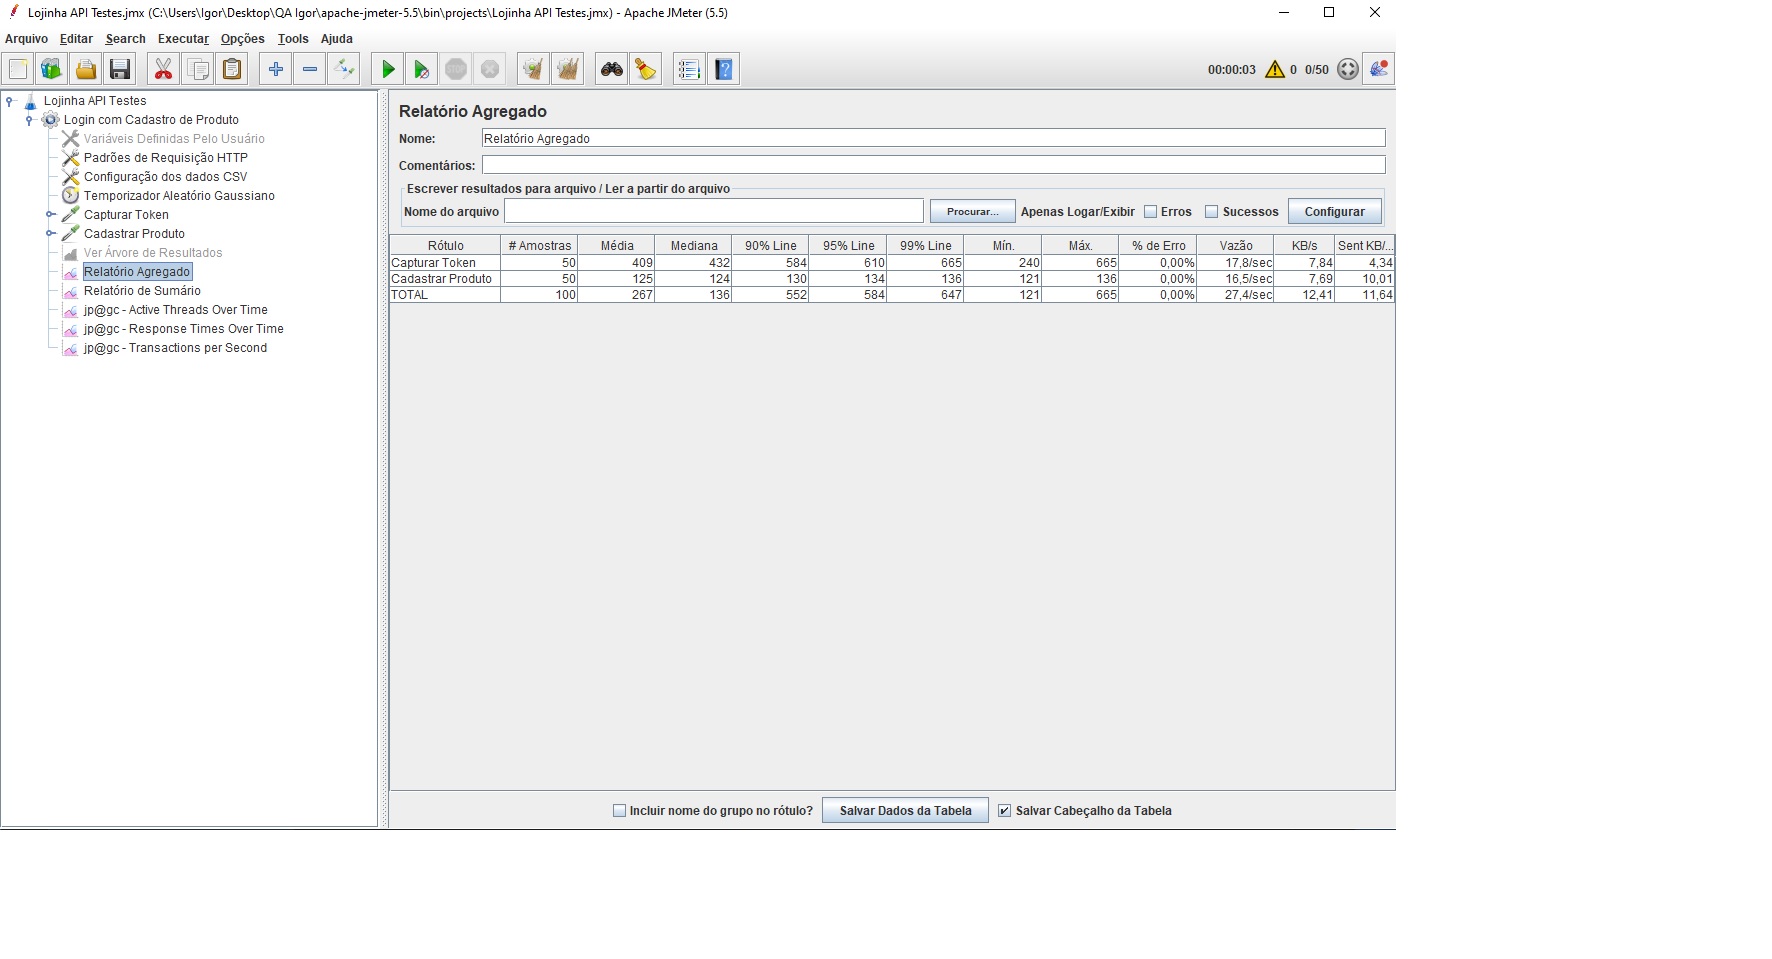 Lojinha API Testes.jmx (C:\Users\Igor\Desktop\QA Igor\apache-jmeter-5.5\bin\projects\Lojinha API Testes.jmx) - Apache JMeter (5.5)
Arquivo Editar Search Executar Opções Tools Ajuda
STOP ? 00:00:03 0 0/50
Lojinha API Testes
Login com Cadastro de Produto
Variáveis Definidas Pelo Usuário
Padrões de Requisição HTTP
Configuração dos dados CSV
Temporizador Aleatório Gaussiano
Capturar Token
Cadastrar Produto
Ver Árvore de Resultados
Relatório Agregado
Relatório de Sumário
jp@gc - Active Threads Over Time
jp@gc - Response Times Over Time
jp@gc - Transactions per Second
Relatório Agregado
Nome: Relatório Agregado
Comentários:
Escrever resultados para arquivo / Ler a partir do arquivo
Nome do arquivo Procurar... Apenas Logar/Exibir Erros Sucessos Configurar
Rótulo # Amostras Média Mediana 90% Line 95% Line 99% Line Mín. Máx. % de Erro Vazão KB/s Sent KB/...
Capturar Token 50 409 432 584 610 665 240 665 0,00% 17,8/sec 7,84 4,34
Cadastrar Produto 50 125 124 130 134 136 121 136 0,00% 16,5/sec 7,69 10,01
TOTAL 100 267 136 552 584 647 121 665 0,00% 27,4/sec 12,41 11,64
Incluir nome do grupo no rótulo? Salvar Dados da Tabela Salvar Cabeçalho da Tabela